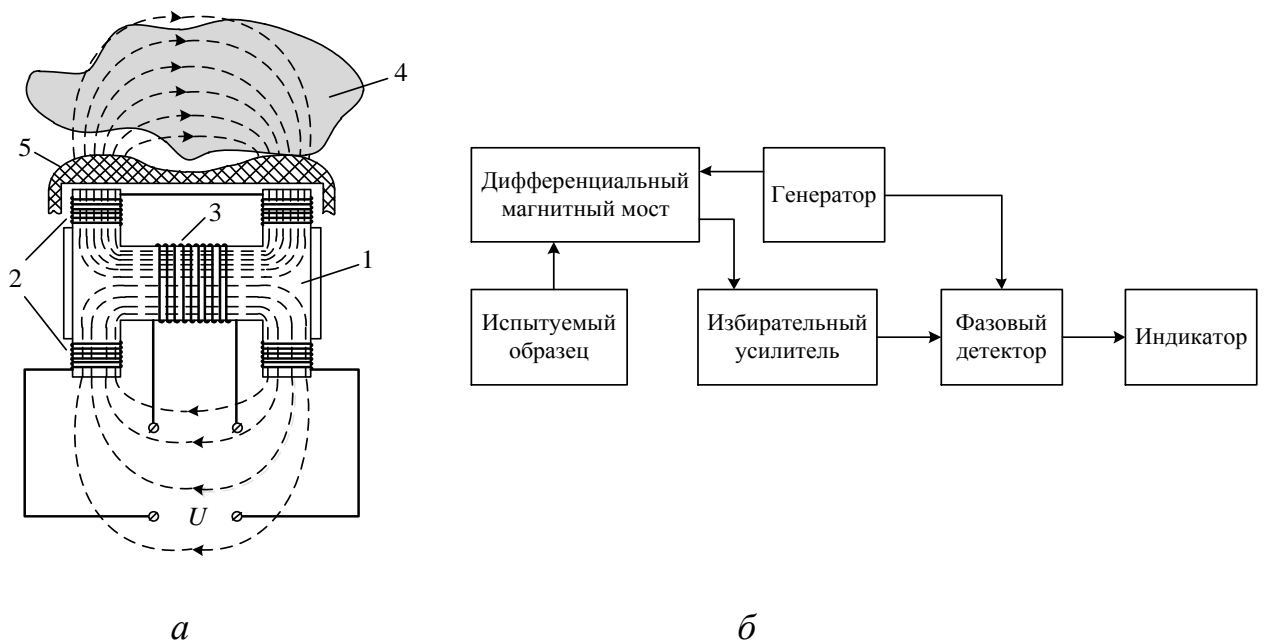 4
5
3
2
1
U
а
Дифференциальный
магнитный мост
Генератор
Испытуемый
образец
Избирательный
усилитель
Фазовый
детектор
Индикатор
б